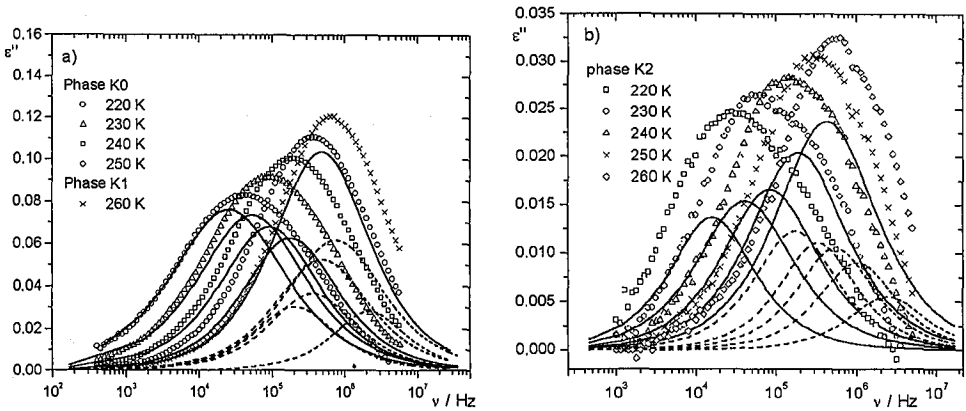 0.16
ε''
0.14
0.12
0.10
0.08
0.06
0.04
0.02
0.00
a)
Phase K0
220 K
230 K
240 K
250 K
Phase K1
260 K
10² 10³ 10⁴ 10⁵ 10⁶ 10⁷
ν / Hz
0.035
ε''
0.030
0.025
0.020
0.015
0.010
0.005
0.000
b)
phase K2
220 K
230 K
240 K
250 K
260 K
10³ 10⁴ 10⁵ 10⁶ 10⁷
ν / Hz